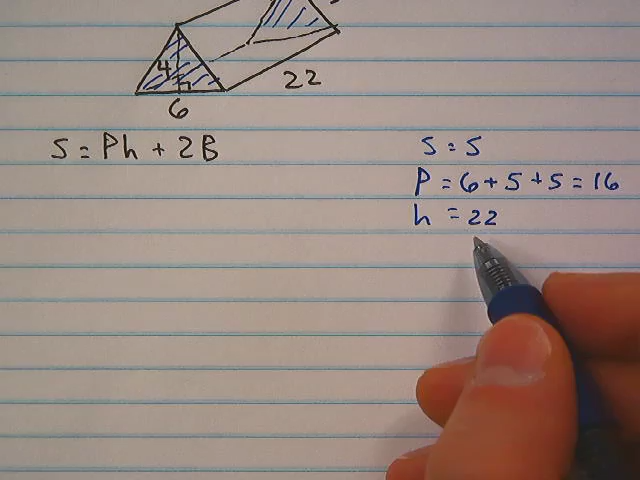 4
6
22
S = Ph + 2B
s = 5
P = 6 + 5 + 5 = 16
h = 22